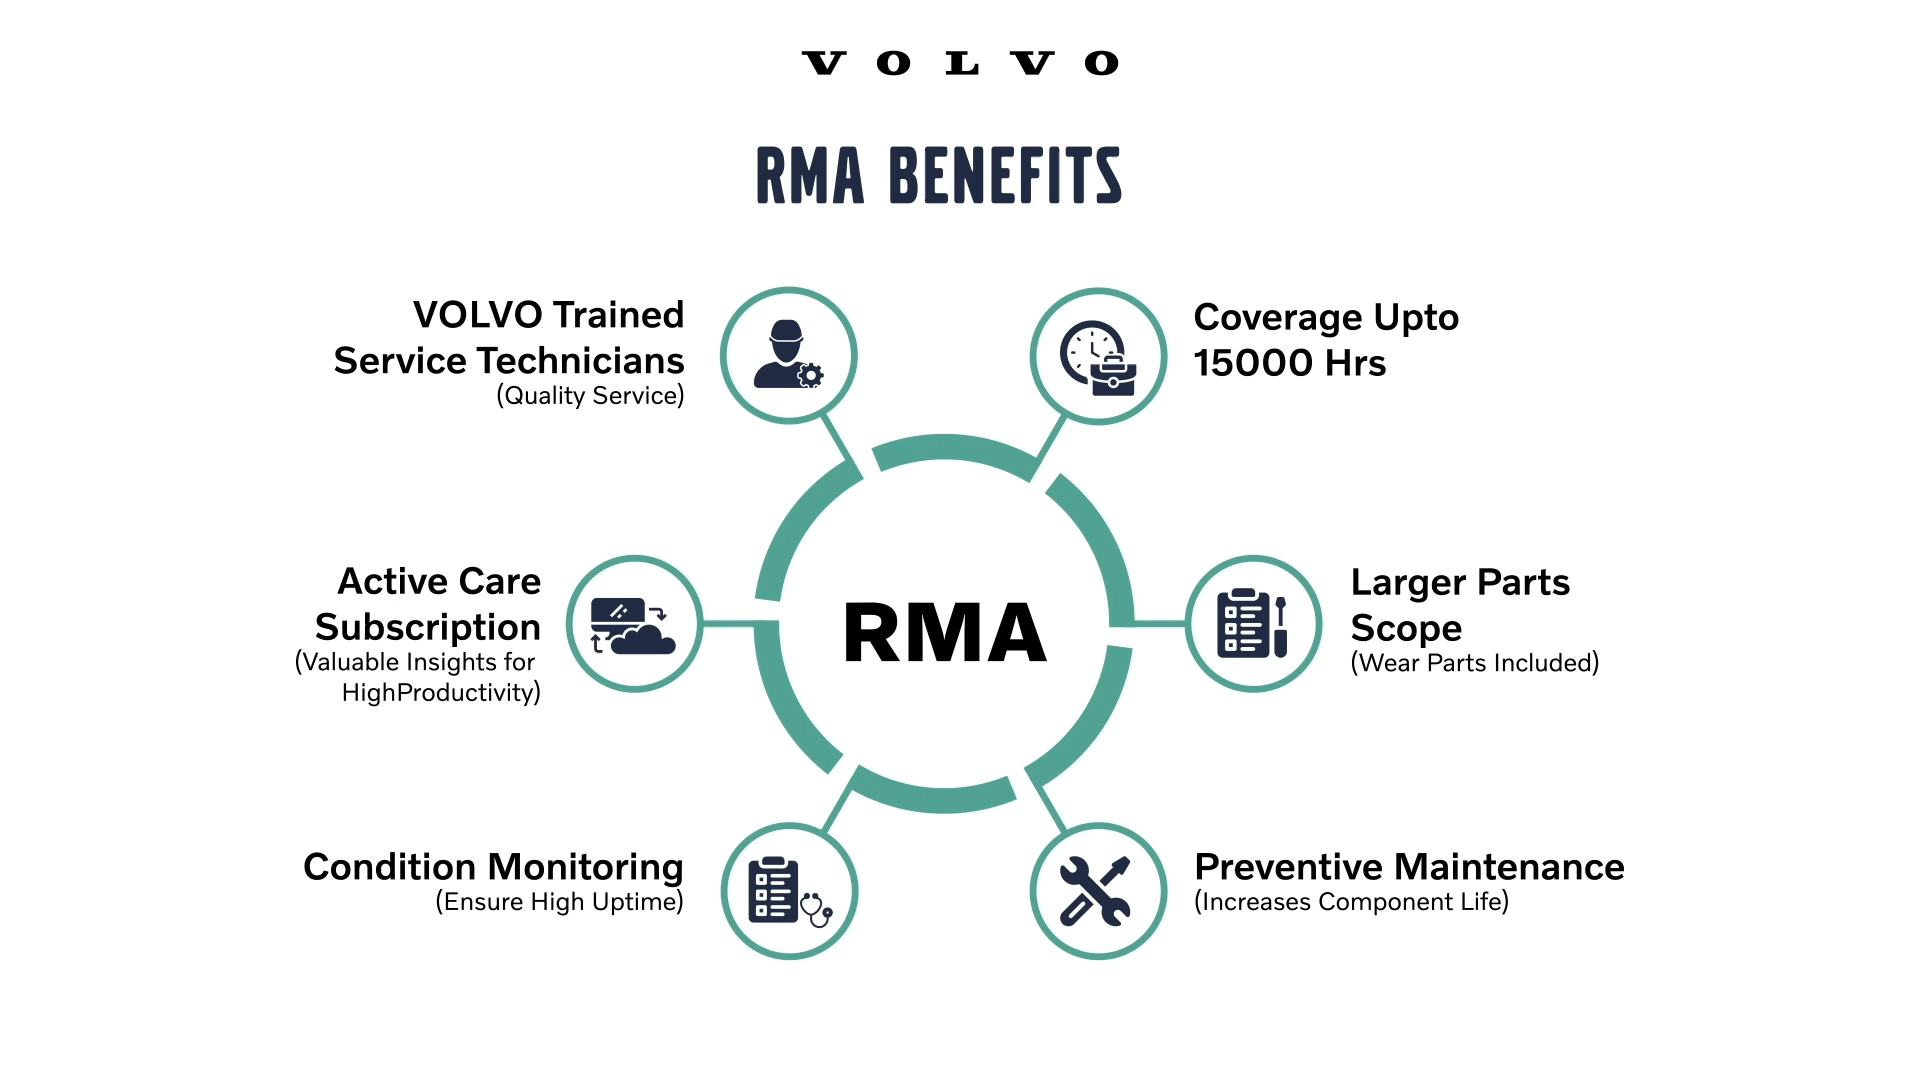 VOLVO
RMA BENEFITS
VOLVO Trained
Service Technicians
(Quality Service)
Coverage Upto
15000 Hrs
Active Care
Subscription
(Valuable Insights for
HighProductivity)
RMA
Larger Parts
Scope
(Wear Parts Included)
Condition Monitoring
(Ensure High Uptime)
Preventive Maintenance
(Increases Component Life)